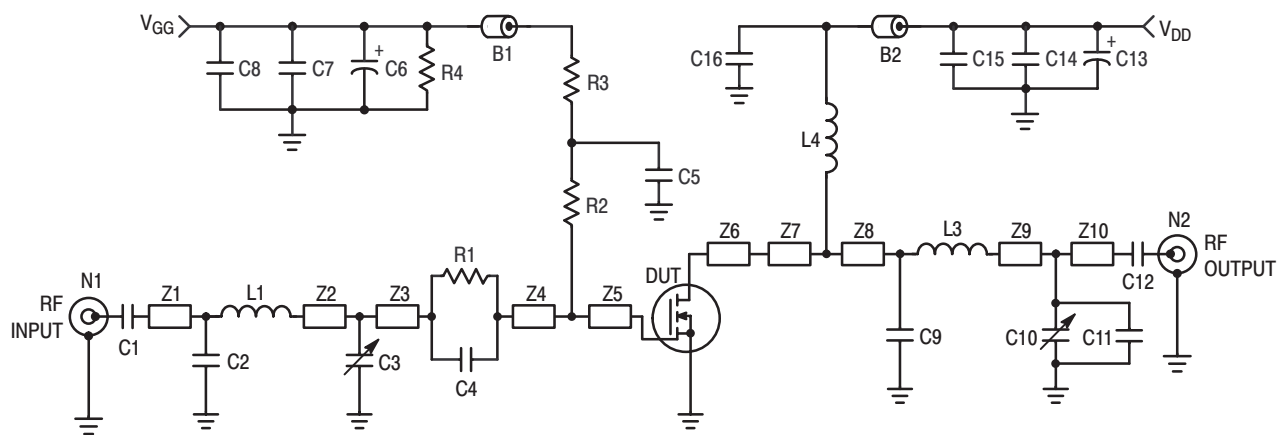 V_GG
B1
B2
V_DD
C8
C7
+
C6
R4
R3
C16
C15
C14
+
C13
L4
C5
R2
Z6
Z7
Z8
L3
Z9
Z10
N2
RF
OUTPUT
C12
R1
DUT
N1
RF
INPUT
Z1
L1
Z2
Z3
Z4
Z5
C1
C2
C3
C4
C9
C10
C11